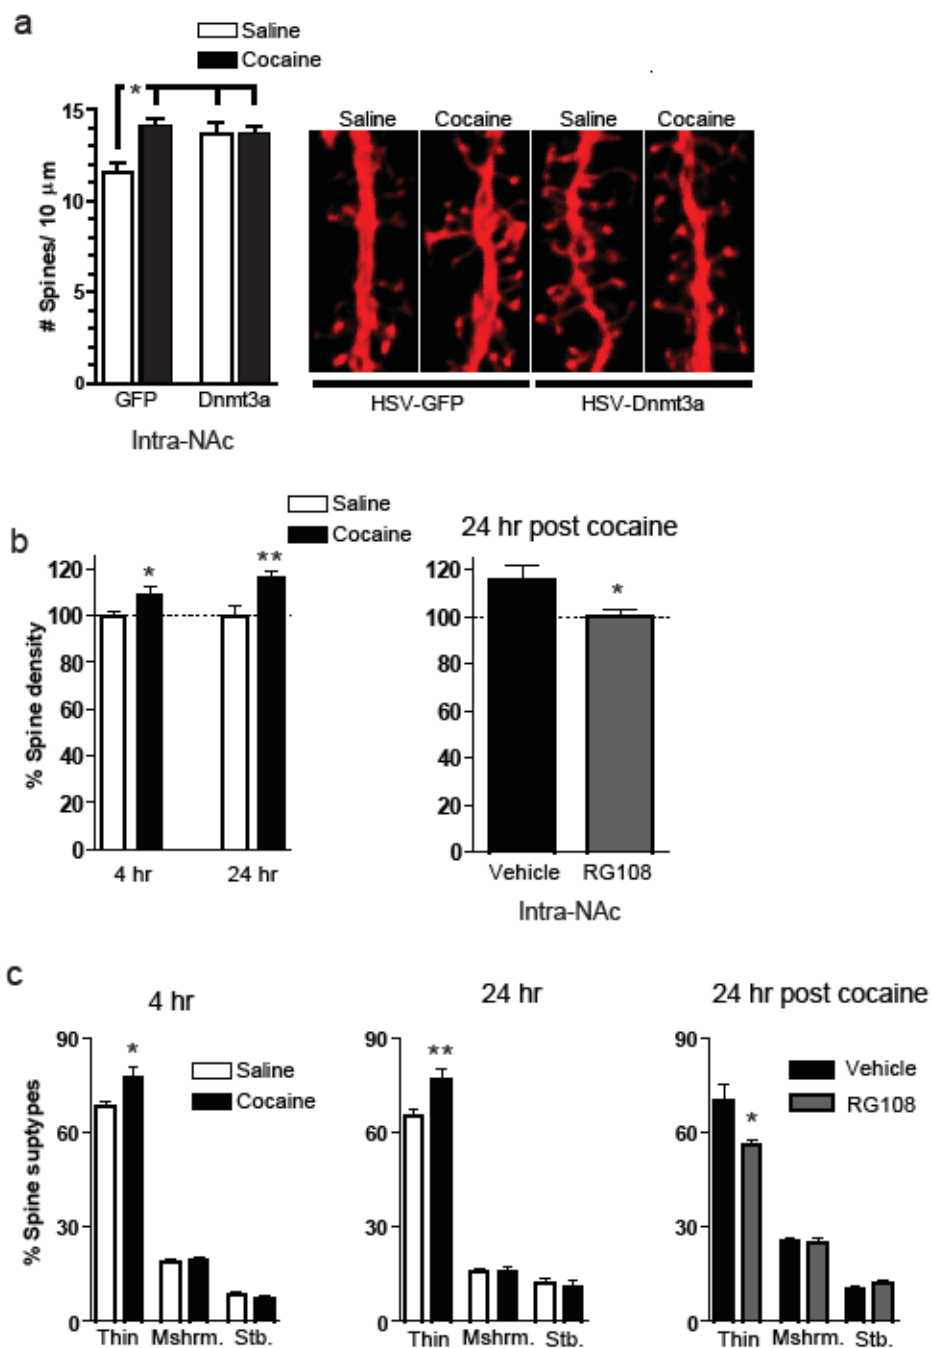 a
Saline
Cocaine
*
15
10
5
0
# Spines/ 10 µm
GFP Dnmt3a
Intra-NAc
Saline Cocaine Saline Cocaine
HSV-GFP HSV-Dnmt3a
b
Saline
Cocaine
120
100
80
60
40
20
0
% Spine density
* **
4 hr 24 hr
24 hr post cocaine
120
100
80
60
40
20
0
*
Vehicle RG108
Intra-NAc
c
4 hr
90
60
30
0
% Spine suptypes
*
Saline
Cocaine
Thin Mshrm. Stb.
24 hr
90
60
30
0
**
Thin Mshrm. Stb.
24 hr post cocaine
90
60
30
0
*
Vehicle
RG108
Thin Mshrm. Stb.